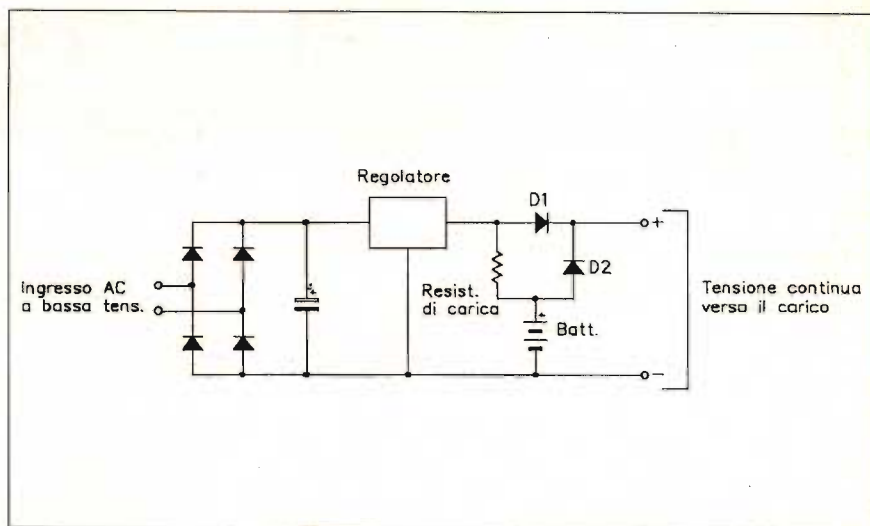 Regolatore
D1
+
Ingresso AC
a bassa tens.
+
Resist.
di carica
D2
+
Batt.
Tensione continua
verso il carico
-